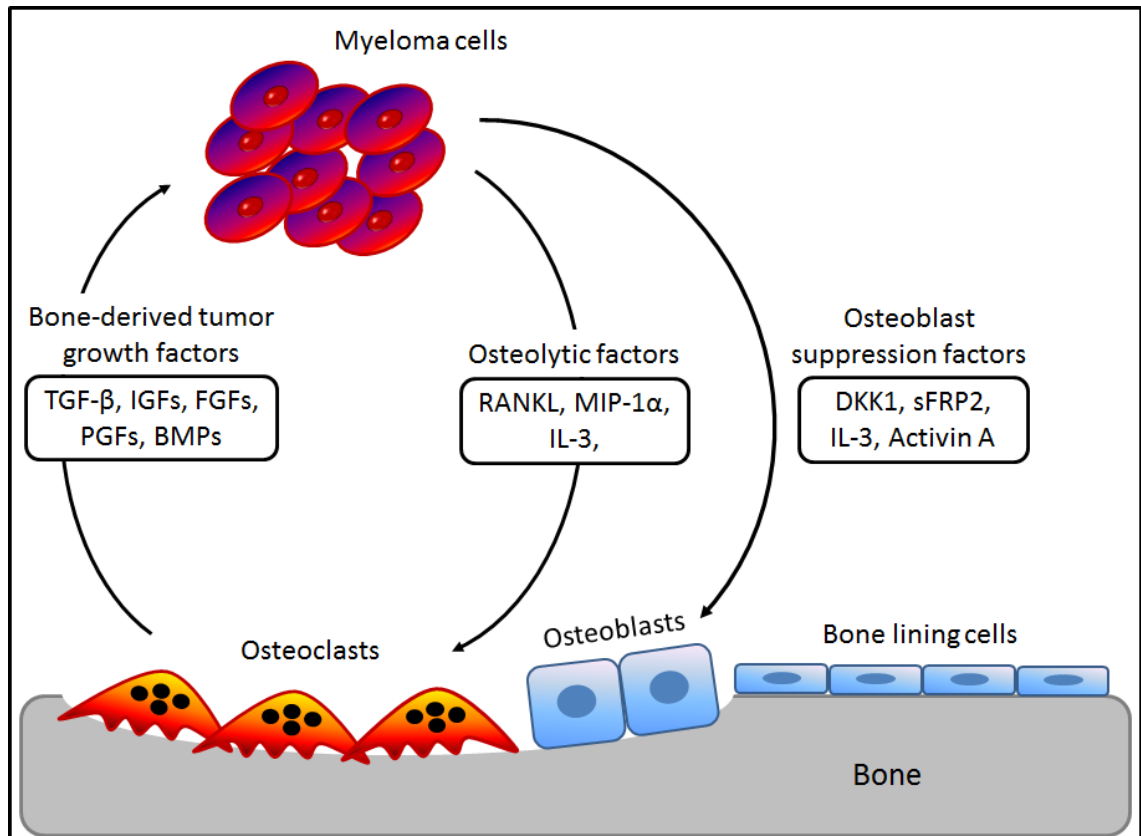 Myeloma cells
Bone-derived tumor
growth factors
TGF-β, IGFs, FGFs,
PGFs, BMPs
Osteolytic factors
RANKL, MIP-1α,
IL-3,
Osteoblast
suppression factors
DKK1, sFRP2,
IL-3, Activin A
Osteoclasts
Osteoblasts
Bone lining cells
Bone